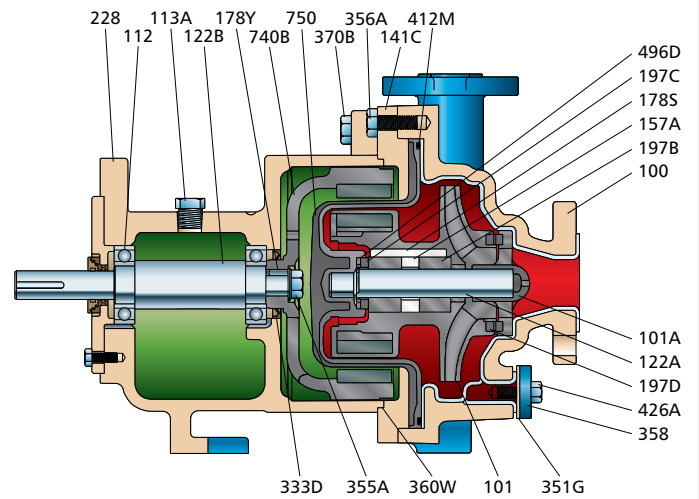 228 113A 178Y 750 356A 412M
112 122B 740B 370B 141C
496D
197C
178S
157A
197B
100
101A
122A
197D
426A
358
333D 355A 360W 101 351G